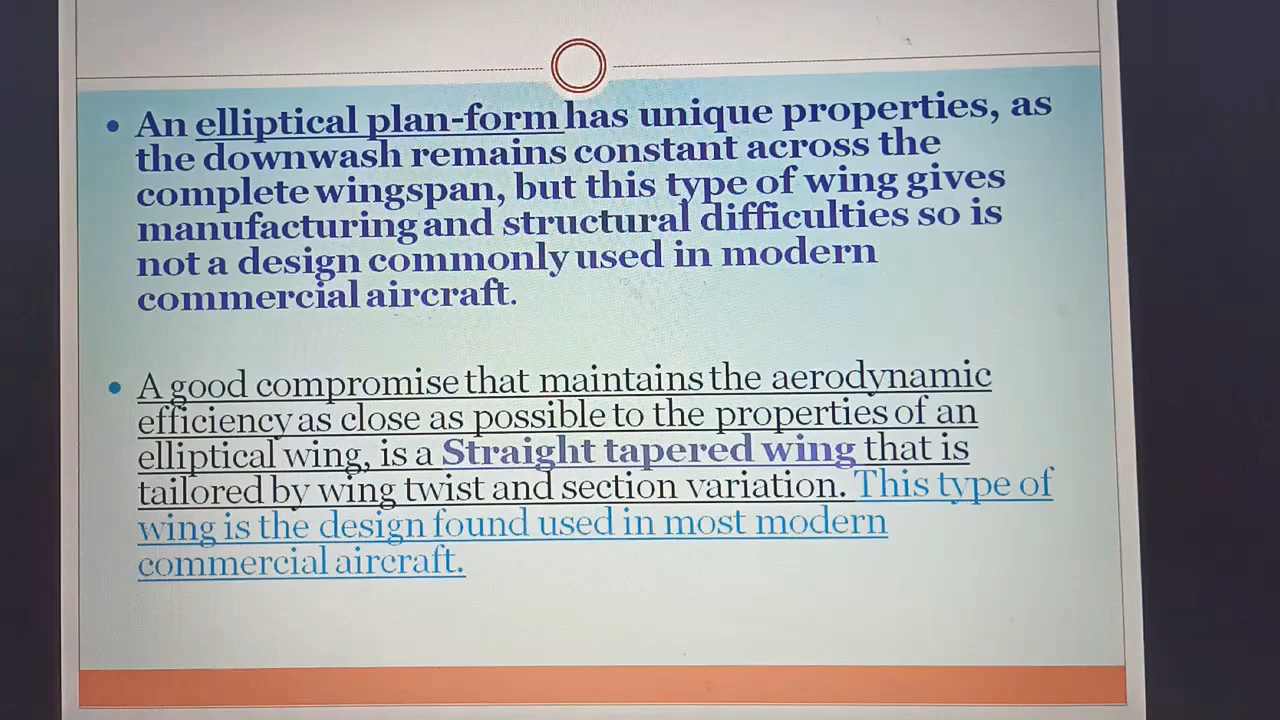 An elliptical plan-form has unique properties, as
the downwash remains constant across the
complete wingspan, but this type of wing gives
manufacturing and structural difficulties so is
not a design commonly used in modern
commercial aircraft.
A good compromise that maintains the aerodynamic
efficiency as close as possible to the properties of an
elliptical wing, is a Straight tapered wing that is
tailored by wing twist and section variation. This type of
wing is the design found used in most modern
commercial aircraft.